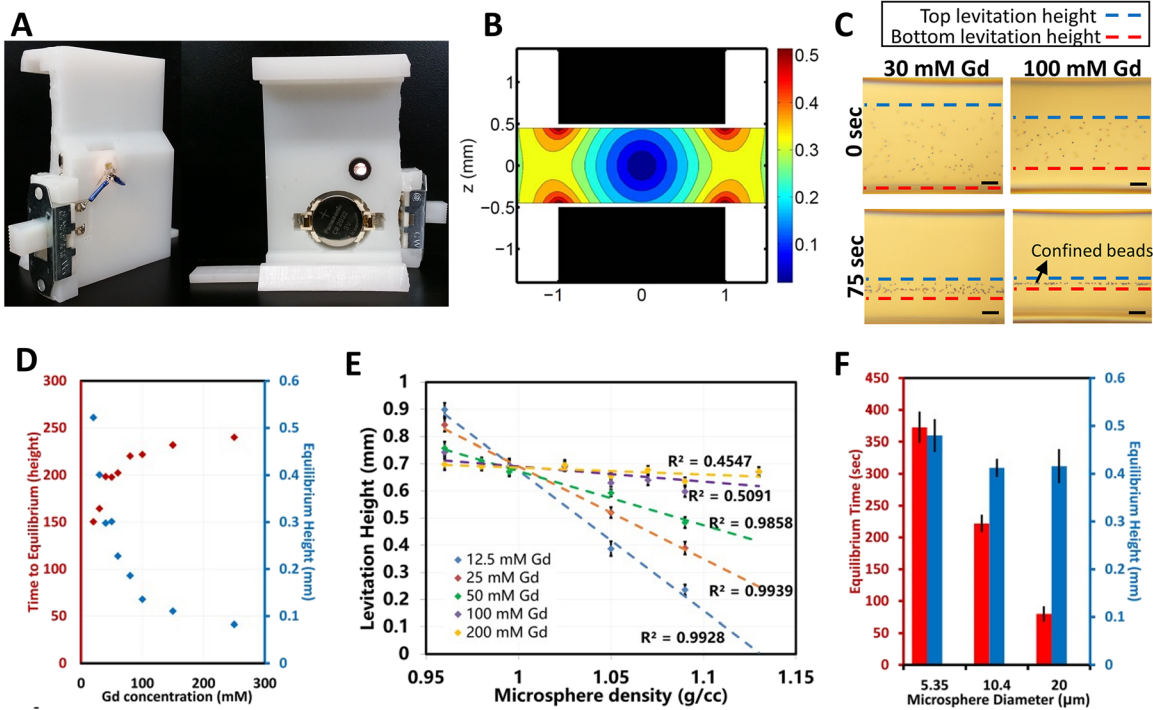 A
B
C
Top levitation height
Bottom levitation height
30 mM Gd
100 mM Gd
0 sec
75 sec
Confined beads
z (mm)
1
0.5
0
−0.5
−1
−1
0
1
0.5
0.4
0.3
0.2
0.1
D
Time to Equilibrium (height)
300
250
200
150
100
50
0
0.6
0.5
0.4
0.3
0.2
0.1
0
Equilibrium Height (mm)
0
100
200
300
Gd concentration (mM)
E
Levitation Height (mm)
1
0.9
0.8
0.7
0.6
0.5
0.4
0.3
0.2
0.1
0
R² = 0.4547
R² = 0.5091
R² = 0.9858
R² = 0.9939
R² = 0.9928
12.5 mM Gd
25 mM Gd
50 mM Gd
100 mM Gd
200 mM Gd
0.95
1
1.05
1.1
1.15
Microsphere density (g/cc)
F
Equilibrium Time (sec)
450
400
350
300
250
200
150
100
50
0
0.6
0.5
0.4
0.3
0.2
0.1
0
Equilibrium Height (mm)
5.35
10.4
20
Microsphere Diameter (μm)